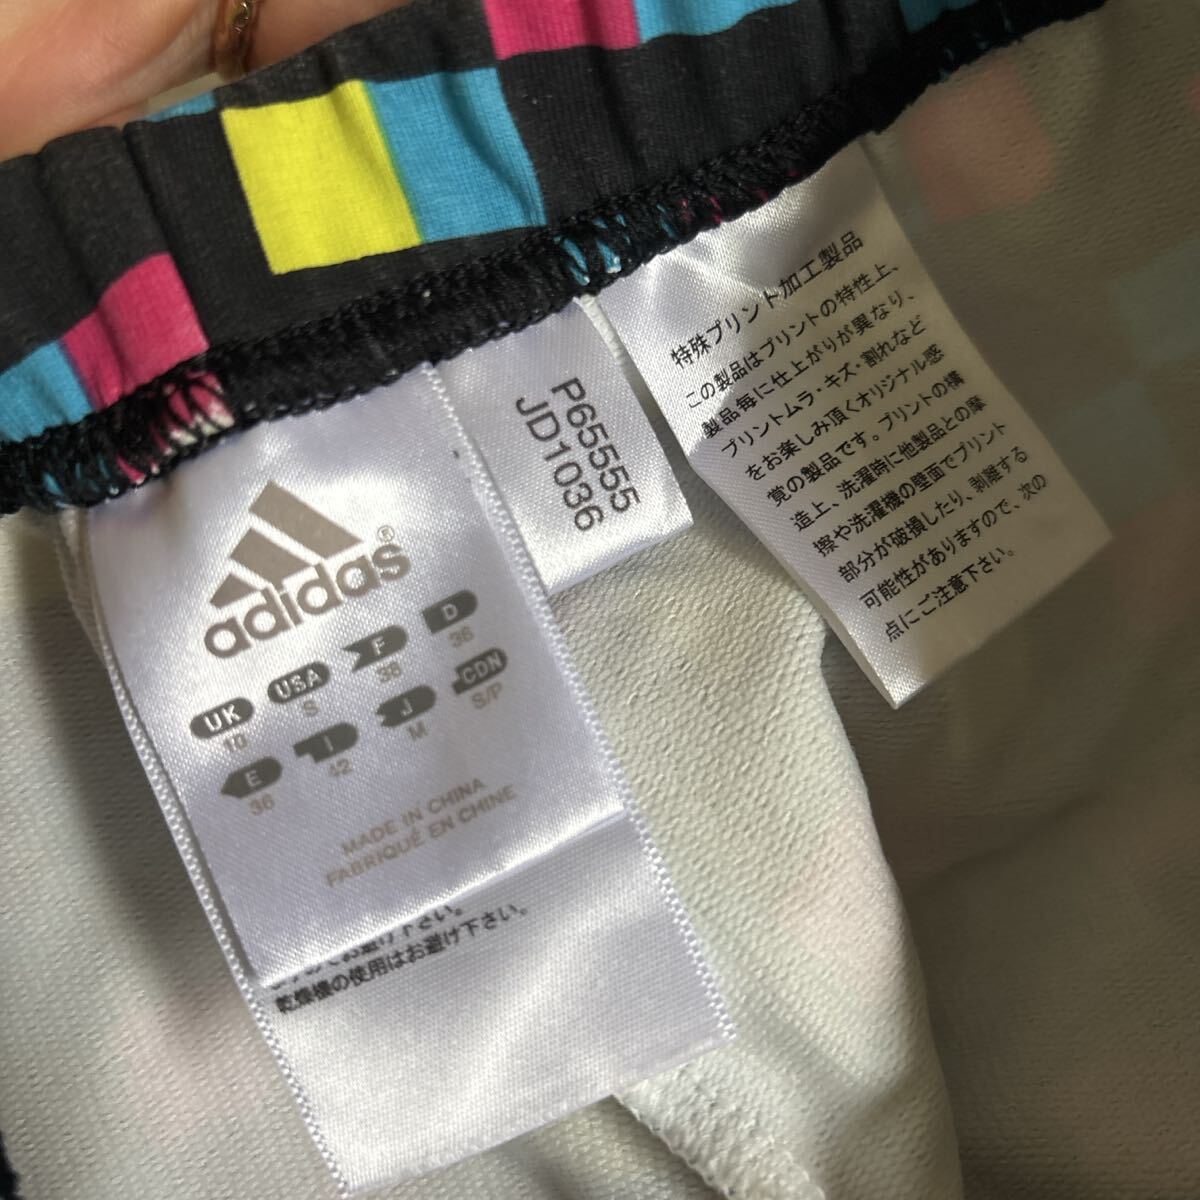 adidas®
UK USA F D
10 S 38 36
E I J CDN
36 42 M S/P
MADE IN CHINA
FABRIQUÉ EN CHINE
お避け下さい。
乾燥機の使用はお避け下さい。
P65555
JD1036
特殊プリント加工製品
この製品はプリントの特性上、
製品毎に仕上がりが異なり、
プリントムラ・キズ・割れなど
をお楽しみ頂くオリジナル感
覚の製品です。プリントの構
造上、洗濯時に他製品との摩
擦や洗濯機の壁面でプリント
部分が破損したり、剥離する
可能性がありますので、次の
点にご注意下さい。